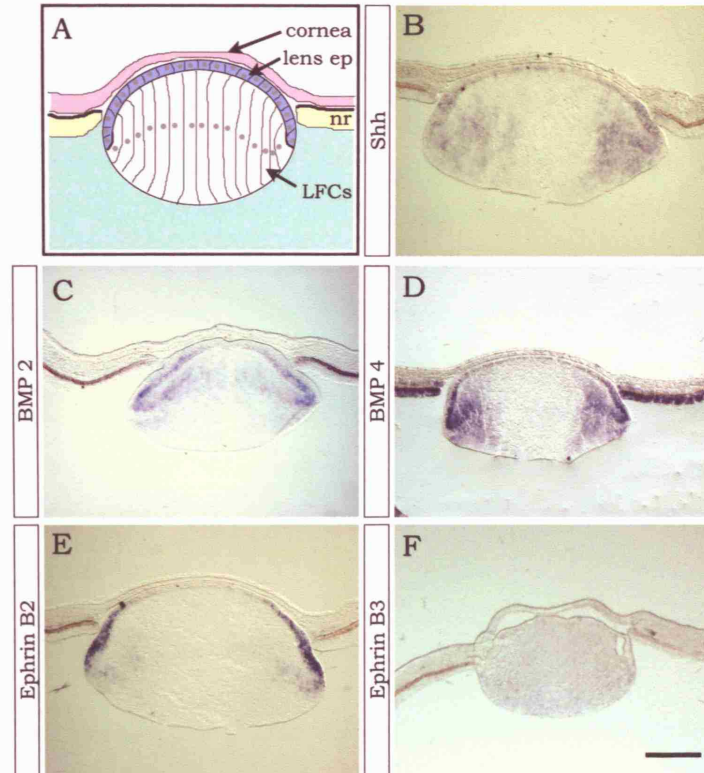 A
cornea
lens ep
nr
LFCs
Shh
B
BMP 2
C
BMP 4
D
Ephrin B2
E
Ephrin B3
F